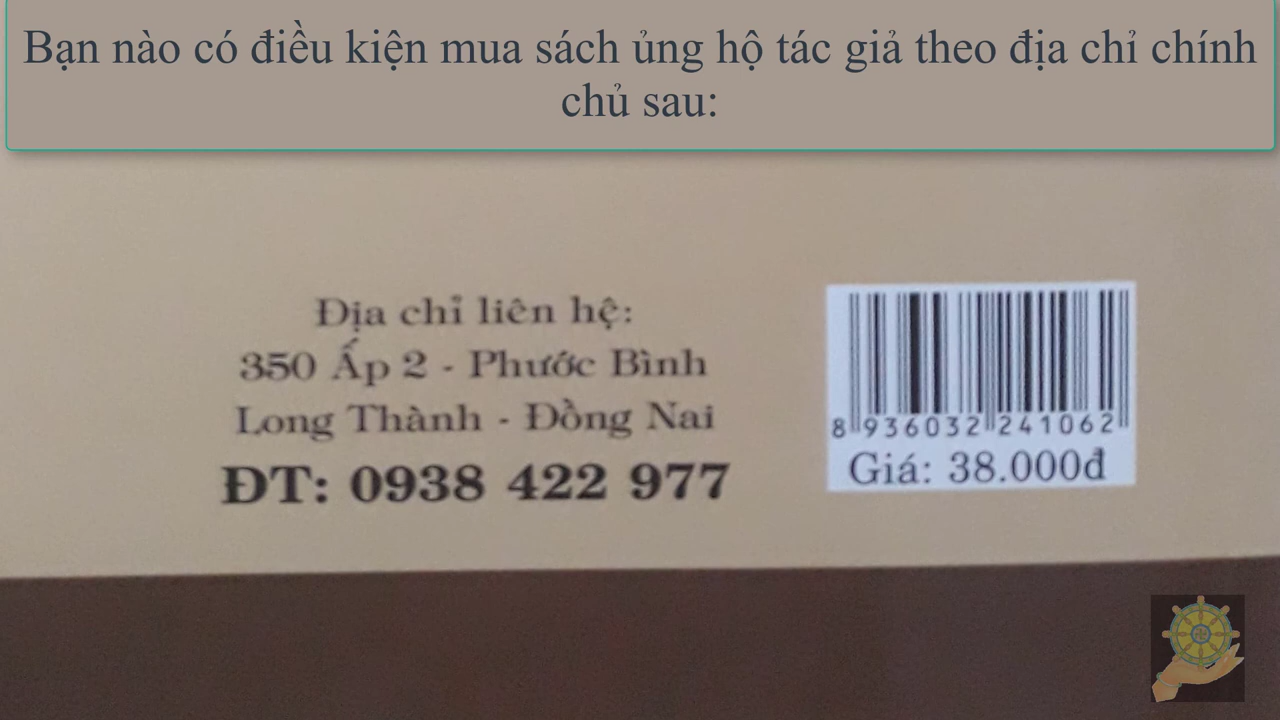 Bạn nào có điều kiện mua sách ủng hộ tác giả theo địa chỉ chính
chủ sau:
Địa chỉ liên hệ:
350 Ấp 2 - Phước Bình
Long Thành - Đồng Nai
ĐT: 0938 422 977
8 936032 241062
Giá: 38.000đ